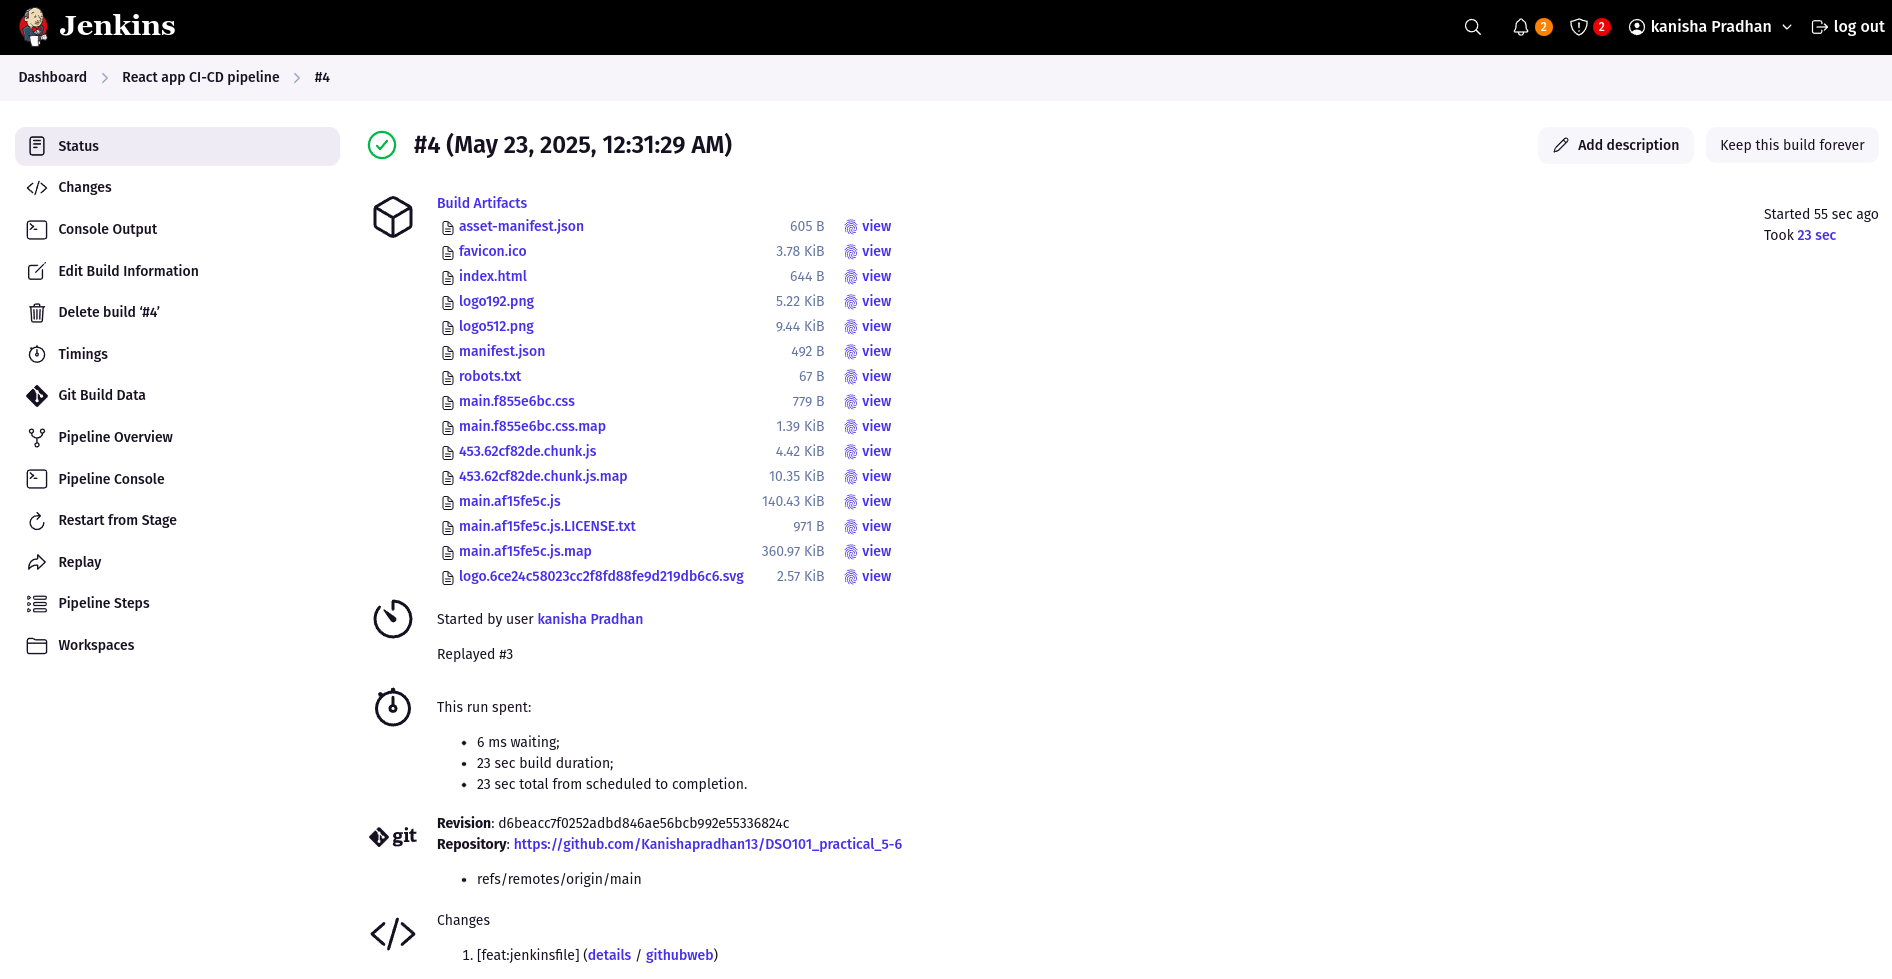 Jenkins
2
2
kanisha Pradhan
log out
Dashboard
React app CI-CD pipeline
#4
Status
Changes
Console Output
Edit Build Information
Delete build ‘#4’
Timings
Git Build Data
Pipeline Overview
Pipeline Console
Restart from Stage
Replay
Pipeline Steps
Workspaces
#4 (May 23, 2025, 12:31:29 AM)
Add description
Keep this build forever
Started 55 sec ago
Took 23 sec
Build Artifacts
asset-manifest.json 605 B view
favicon.ico 3.78 KiB view
index.html 644 B view
logo192.png 5.22 KiB view
logo512.png 9.44 KiB view
manifest.json 492 B view
robots.txt 67 B view
main.f855e6bc.css 779 B view
main.f855e6bc.css.map 1.39 KiB view
453.62cf82de.chunk.js 4.42 KiB view
453.62cf82de.chunk.js.map 10.35 KiB view
main.af15fe5c.js 140.43 KiB view
main.af15fe5c.js.LICENSE.txt 971 B view
main.af15fe5c.js.map 360.97 KiB view
logo.6ce24c58023cc2f8fd88fe9d219db6c6.svg 2.57 KiB view
Started by user kanisha Pradhan
Replayed #3
This run spent:
• 6 ms waiting;
• 23 sec build duration;
• 23 sec total from scheduled to completion.
git
Revision: d6beacc7f0252adbd846ae56bcb992e55336824c
Repository: https://github.com/Kanishapradhan13/DSO101_practical_5-6
• refs/remotes/origin/main
Changes
1. [feat:jenkinsfile] (details / githubweb)